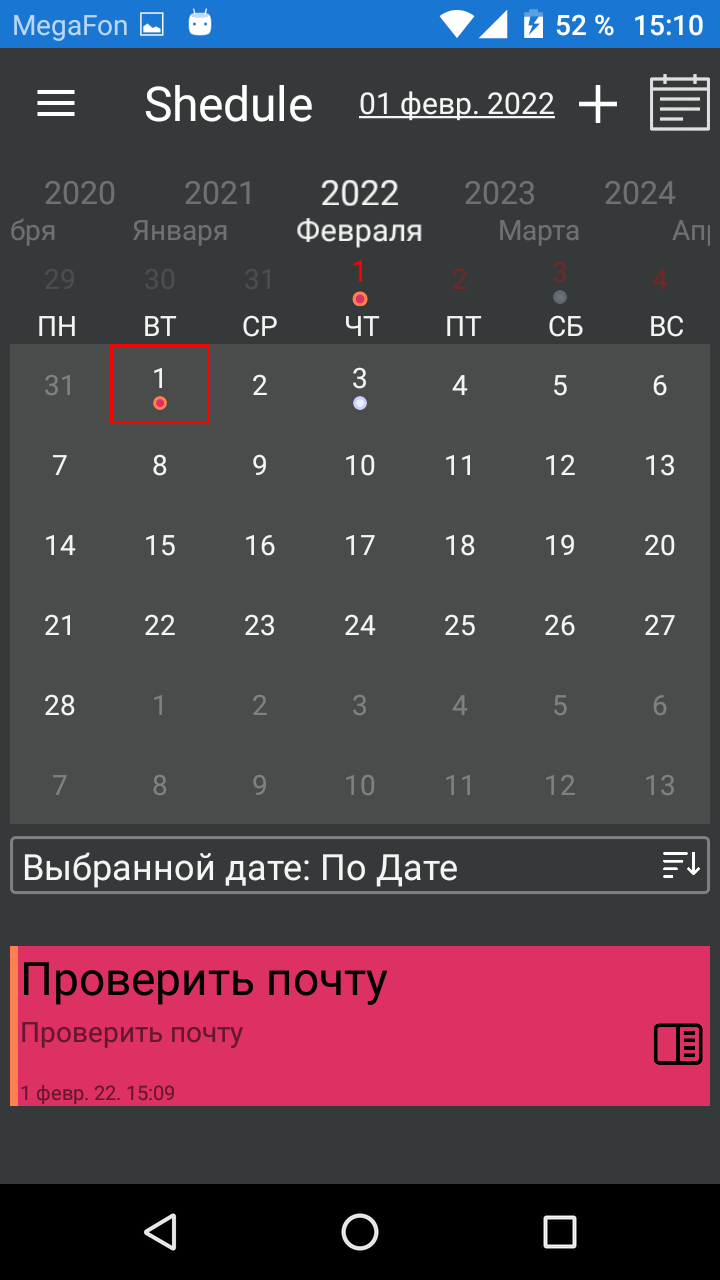 MegaFon 52 % 15:10
Shedule 01 февр. 2022
2020 2021 2022 2023 2024
бря Января Февраля Марта Апр
29 30 31 1 2 3 4
ПН ВТ СР ЧТ ПТ СБ ВС
31 1 2 3 4 5 6
7 8 9 10 11 12 13
14 15 16 17 18 19 20
21 22 23 24 25 26 27
28 1 2 3 4 5 6
7 8 9 10 11 12 13
Выбранной дате: По Дате
Проверить почту
Проверить почту
1 февр. 22. 15:09